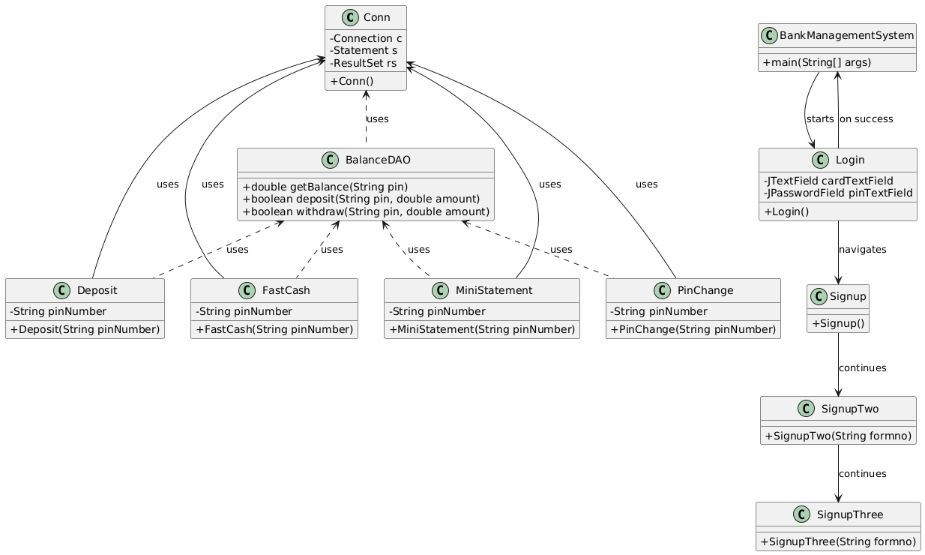 C Conn
-Connection c
-Statement s
-ResultSet rs
+Conn()
C BankManagementSystem
+main(String[] args)
uses
starts
on success
C BalanceDAO
+double getBalance(String pin)
+boolean deposit(String pin, double amount)
+boolean withdraw(String pin, double amount)
C Login
-JTextField cardTextField
-JPasswordField pinTextField
+Login()
uses
uses
uses
uses
uses
uses
uses
uses
navigates
C Deposit
-String pinNumber
+Deposit(String pinNumber)
C FastCash
-String pinNumber
+FastCash(String pinNumber)
C MiniStatement
-String pinNumber
+MiniStatement(String pinNumber)
C PinChange
-String pinNumber
+PinChange(String pinNumber)
C Signup
+Signup()
continues
C SignupTwo
+SignupTwo(String formno)
continues
C SignupThree
+SignupThree(String formno)